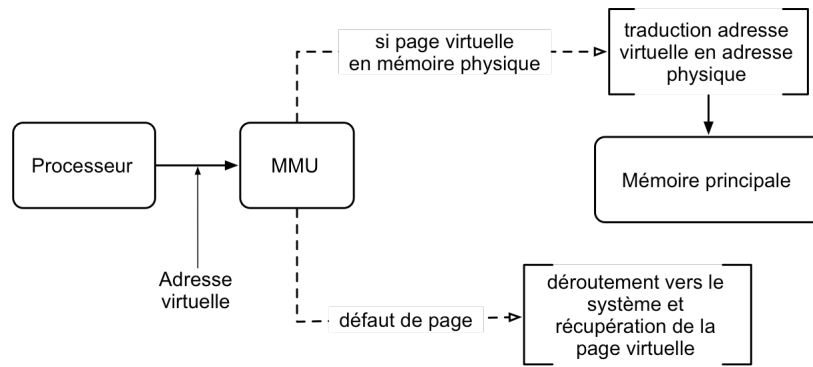 si page virtuelle
en mémoire physique
traduction adresse
virtuelle en adresse
physique
Processeur
MMU
Mémoire principale
Adresse
virtuelle
défaut de page
déroutement vers le
système et
récupération de la
page virtuelle